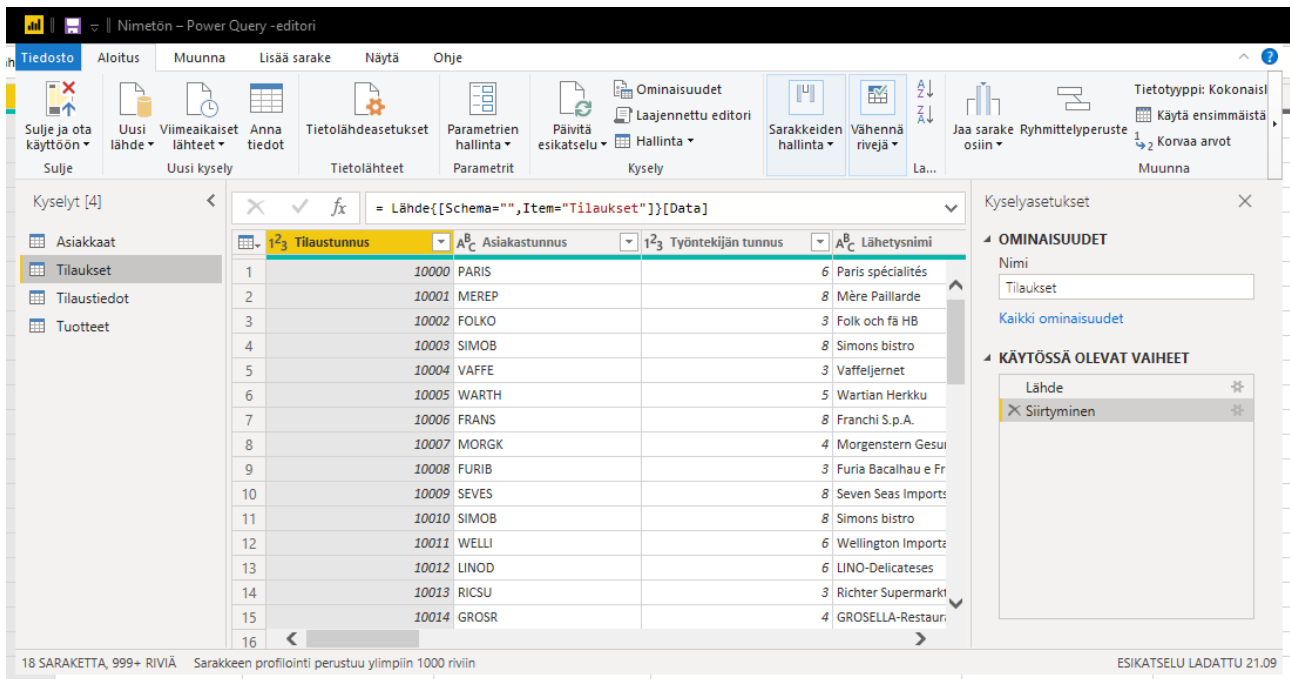 Nimetön – Power Query -editori
Tiedosto Aloitus Muunna Lisää sarake Näytä Ohje
Sulje ja ota käyttöön
Uusi lähde
Viimeaikaiset lähteet
Anna tiedot
Tietolähdeasetukset
Parametrien hallinta
Päivitä esikatselu
Ominaisuudet
Laajennettu editori
Hallinta
Sarakkeiden hallinta
Vähennä rivejä
Jaa sarake osiin
Ryhmittelyperuste
Tietotyyppi: Kokonaisl
Käytä ensimmäistä
Korvaa arvot
Sulje Uusi kysely Tietolähteet Parametrit Kysely La... Muunna
Kyselyt [4]
Asiakkaat
Tilaukset
Tilaustiedot
Tuotteet
= Lähde{[Schema="",Item="Tilaukset"]}[Data]
Tilaustunnus Asiakastunnus Työntekijän tunnus Lähetysnimi
1 10000 PARIS 6 Paris spécialités
2 10001 MEREP 8 Mère Paillarde
3 10002 FOLKO 3 Folk och fä HB
4 10003 SIMOB 8 Simons bistro
5 10004 VAFFE 3 Vaffeljernet
6 10005 WARTH 5 Wartian Herkku
7 10006 FRANS 8 Franchi S.p.A.
8 10007 MORGK 4 Morgenstern Gesu
9 10008 FURIB 3 Furia Bacalhau e Fr
10 10009 SEVES 8 Seven Seas Imports
11 10010 SIMOB 8 Simons bistro
12 10011 WELLI 6 Wellington Importa
13 10012 LINOD 6 LINO-Delicateses
14 10013 RICSU 3 Richter Supermarkt
15 10014 GROSR 4 GROSELLA-Restaura
16
Kyselyasetukset
OMINAISUUDET
Nimi
Tilaukset
Kaikki ominaisuudet
KÄYTÖSSÄ OLEVAT VAIHEET
Lähde
Siirtyminen
18 SARAKETTA, 999+ RIVIÄ Sarakkeen profilointi perustuu ylimpiin 1000 riviin ESIKATSELU LADATTU 21.09